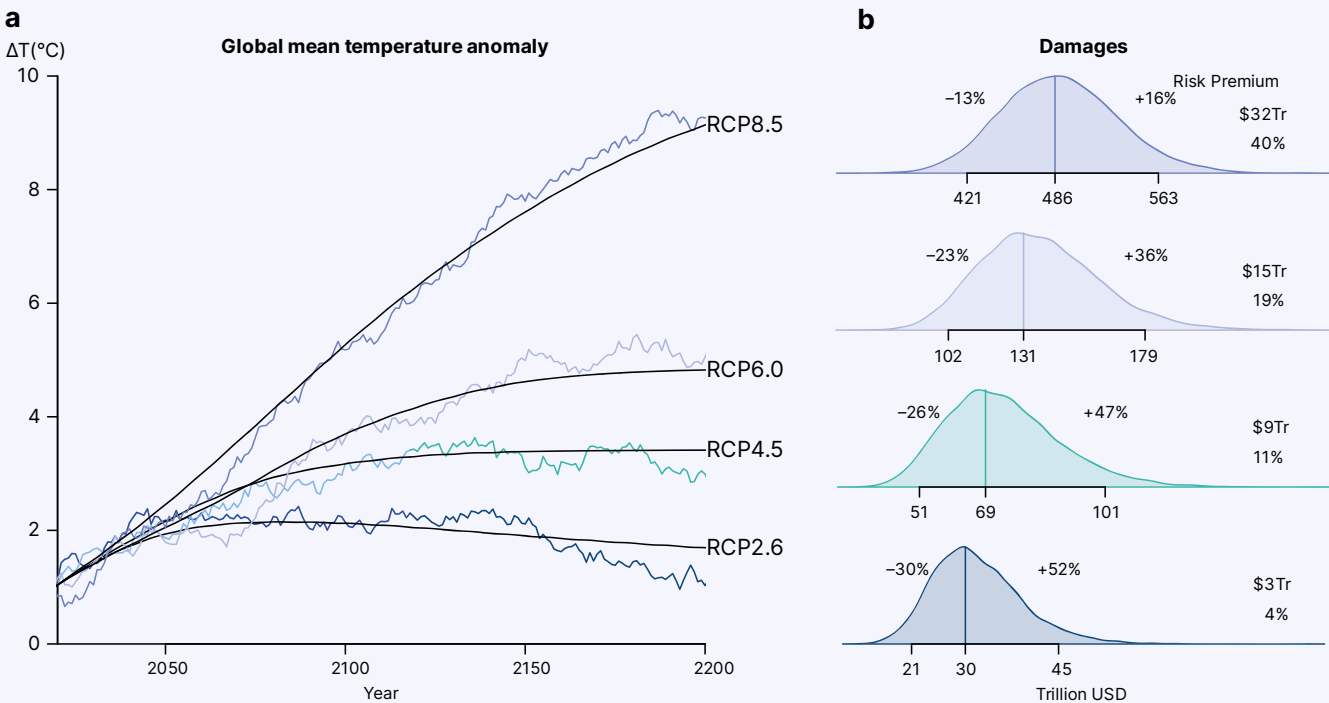 a
Global mean temperature anomaly
ΔT(°C)
10
8
6
4
2
0
2050
2100
2150
2200
Year
RCP8.5
RCP6.0
RCP4.5
RCP2.6
b
Damages
Risk Premium
−13%
+16%
$32Tr
40%
421
486
563
−23%
+36%
$15Tr
19%
102
131
179
−26%
+47%
$9Tr
11%
51
69
101
−30%
+52%
$3Tr
4%
21
30
45
Trillion USD